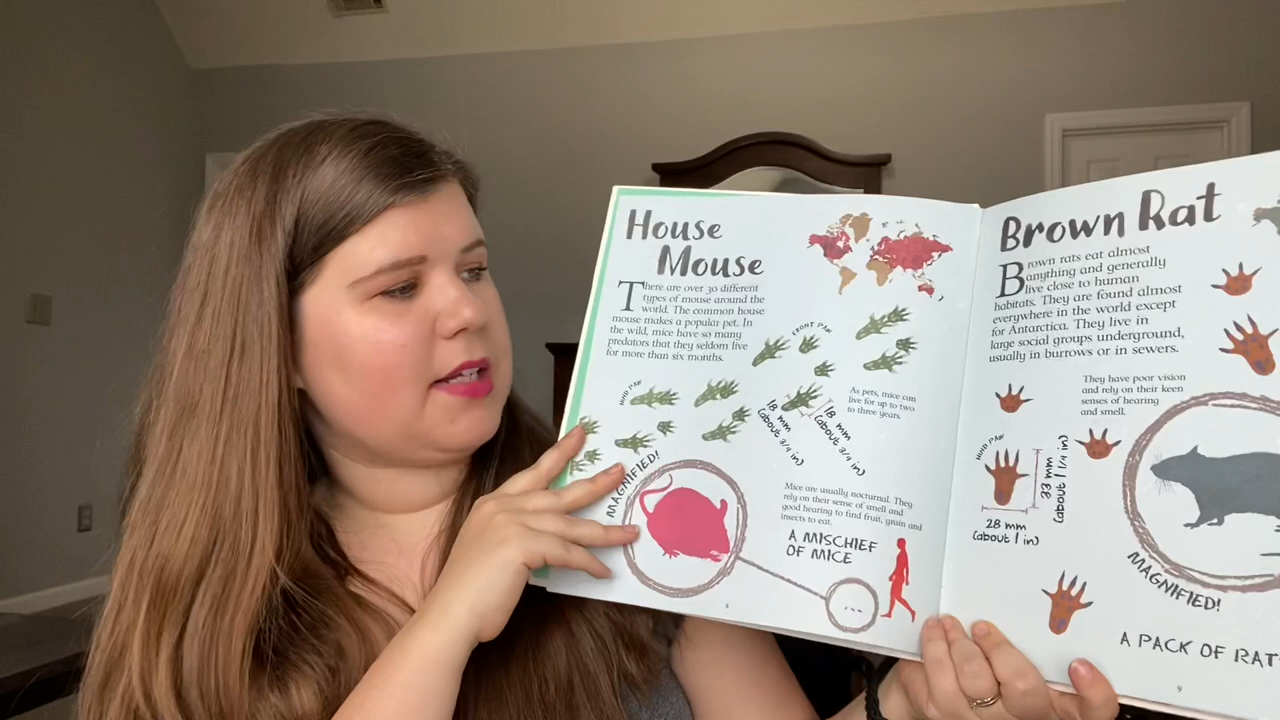 House
Mouse
There are over 30 different
types of mouse around the
world. The common house
mouse makes a popular pet. In
the wild, mice have so many
predators that they seldom live
for more than six months.
FRONT PAW
HIND PAW
18 mm
(about 3/4 in)
18 mm
(about 3/4 in)
As pets, mice can
live for up to two
to three years.
MAGNIFIED!
Mice are usually nocturnal. They
rely on their sense of smell and
good hearing to find fruit, grain and
insects to eat.
A MISCHIEF
OF MICE
8
Brown Rat
Brown rats eat almost
anything and generally
live close to human
habitats. They are found almost
everywhere in the world except
for Antarctica. They live in
large social groups underground,
usually in burrows or in sewers.
They have poor vision
and rely on their keen
senses of hearing
and smell.
HIND PAW
33 mm
(about 1 1/4 in)
28 mm
(about 1 in)
MAGNIFIED!
A PACK OF RAT
9